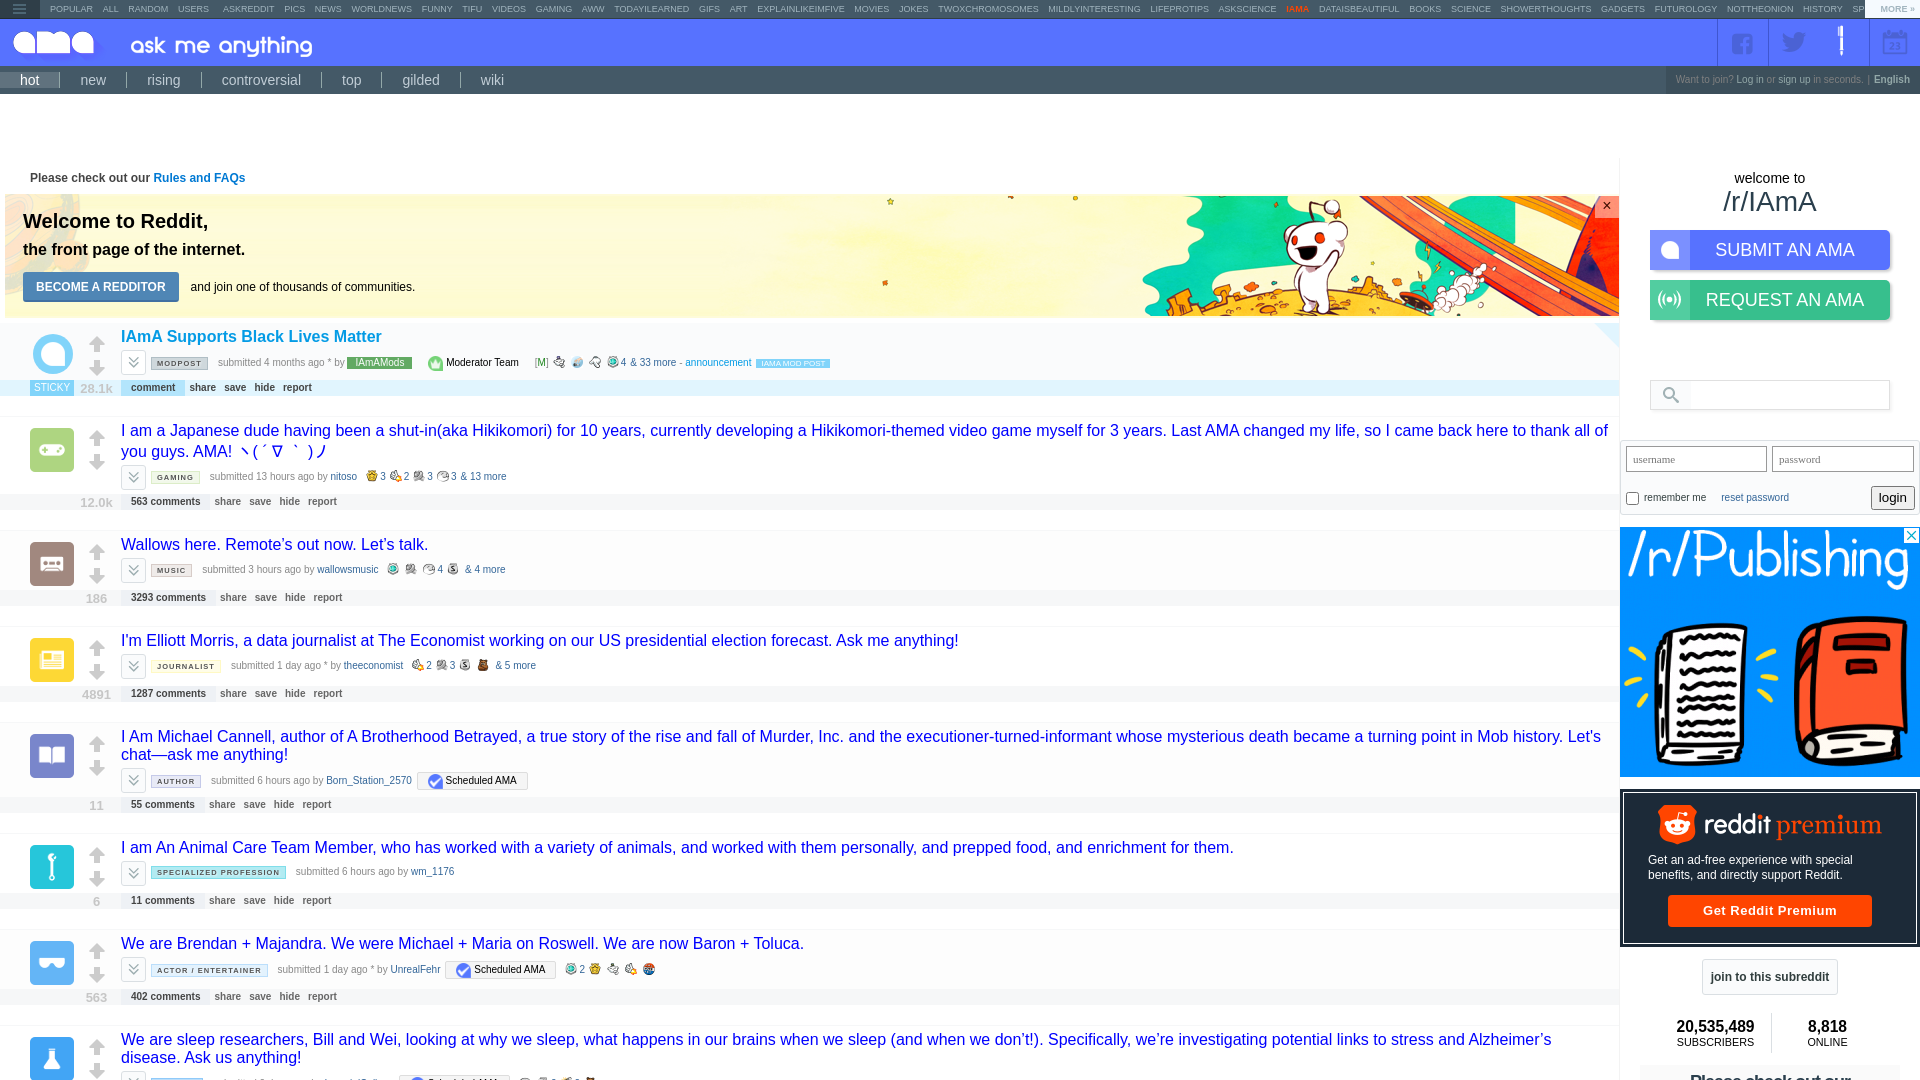 POPULAR ALL RANDOM USERS ASKREDDIT PICS NEWS WORLDNEWS FUNNY TIFU VIDEOS GAMING AWW TODAYILEARNED GIFS ART EXPLAINLIKEIMFIVE MOVIES JOKES TWOXCHROMOSOMES MILDLYINTERESTING LIFEPROTIPS ASKSCIENCE IAMA DATAISBEAUTIFUL BOOKS SCIENCE SHOWERTHOUGHTS GADGETS FUTUROLOGY NOTTHEONION HISTORY SP MORE »
ama ask me anything 23
hot new rising controversial top gilded wiki
Want to join? Log in or sign up in seconds. | English
Please check out our Rules and FAQs
Welcome to Reddit,
the front page of the internet.
BECOME A REDDITOR and join one of thousands of communities.
×
IAmA Supports Black Lives Matter
MODPOST submitted 4 months ago * by IAmAMods Moderator Team [M] 4 & 33 more - announcement IAMA MOD POST
STICKY 28.1k comment share save hide report
I am a Japanese dude having been a shut-in(aka Hikikomori) for 10 years, currently developing a Hikikomori-themed video game myself for 3 years. Last AMA changed my life, so I came back here to thank all of
you guys. AMA! ヽ( ´ ∇ ｀ )ノ
GAMING submitted 13 hours ago by nitoso 3 2 3 3 & 13 more
12.0k 563 comments share save hide report
Wallows here. Remote’s out now. Let’s talk.
MUSIC submitted 3 hours ago by wallowsmusic 4 & 4 more
186 3293 comments share save hide report
I'm Elliott Morris, a data journalist at The Economist working on our US presidential election forecast. Ask me anything!
JOURNALIST submitted 1 day ago * by theeconomist 2 3 & 5 more
4891 1287 comments share save hide report
I Am Michael Cannell, author of A Brotherhood Betrayed, a true story of the rise and fall of Murder, Inc. and the executioner-turned-informant whose mysterious death became a turning point in Mob history. Let's
chat—ask me anything!
AUTHOR submitted 6 hours ago by Born_Station_2570 Scheduled AMA
11 55 comments share save hide report
I am An Animal Care Team Member, who has worked with a variety of animals, and worked with them personally, and prepped food, and enrichment for them.
SPECIALIZED PROFESSION submitted 6 hours ago by wm_1176
6 11 comments share save hide report
We are Brendan + Majandra. We were Michael + Maria on Roswell. We are now Baron + Toluca.
ACTOR / ENTERTAINER submitted 1 day ago * by UnrealFehr Scheduled AMA 2
563 402 comments share save hide report
We are sleep researchers, Bill and Wei, looking at why we sleep, what happens in our brains when we sleep (and when we don’t!). Specifically, we’re investigating potential links to stress and Alzheimer’s
disease. Ask us anything!
welcome to
/r/IAmA
SUBMIT AN AMA
REQUEST AN AMA
username password
remember me reset password login
/r/Publishing
reddit premium
Get an ad-free experience with special
benefits, and directly support Reddit.
Get Reddit Premium
join to this subreddit
20,535,489 8,818
SUBSCRIBERS ONLINE
Please check out our